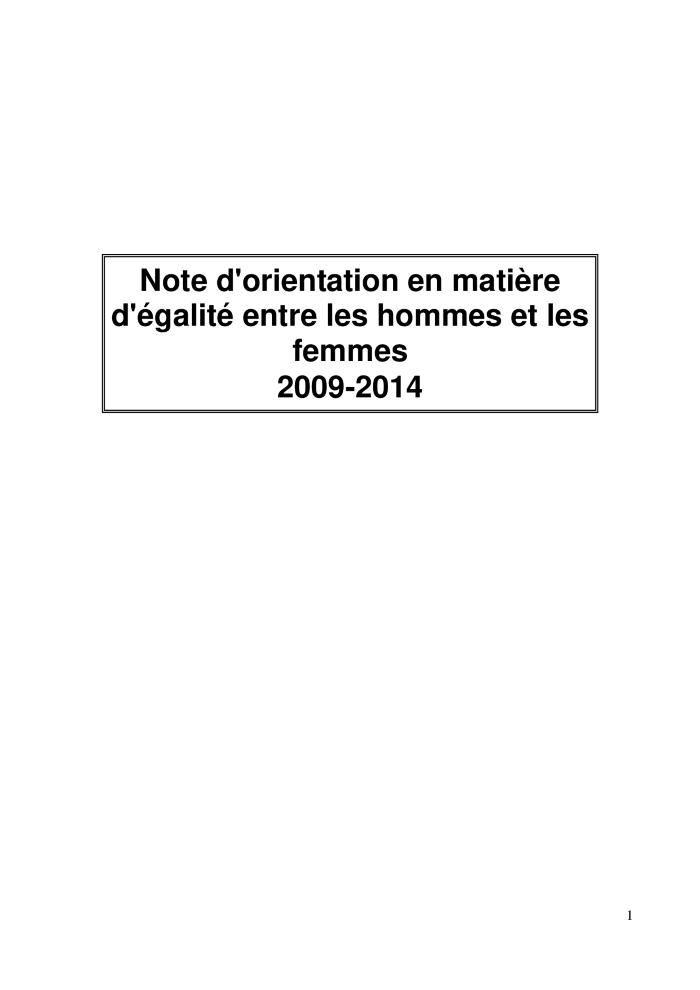 Note d'orientation en matière
d'égalité entre les hommes et les
femmes
2009-2014
1